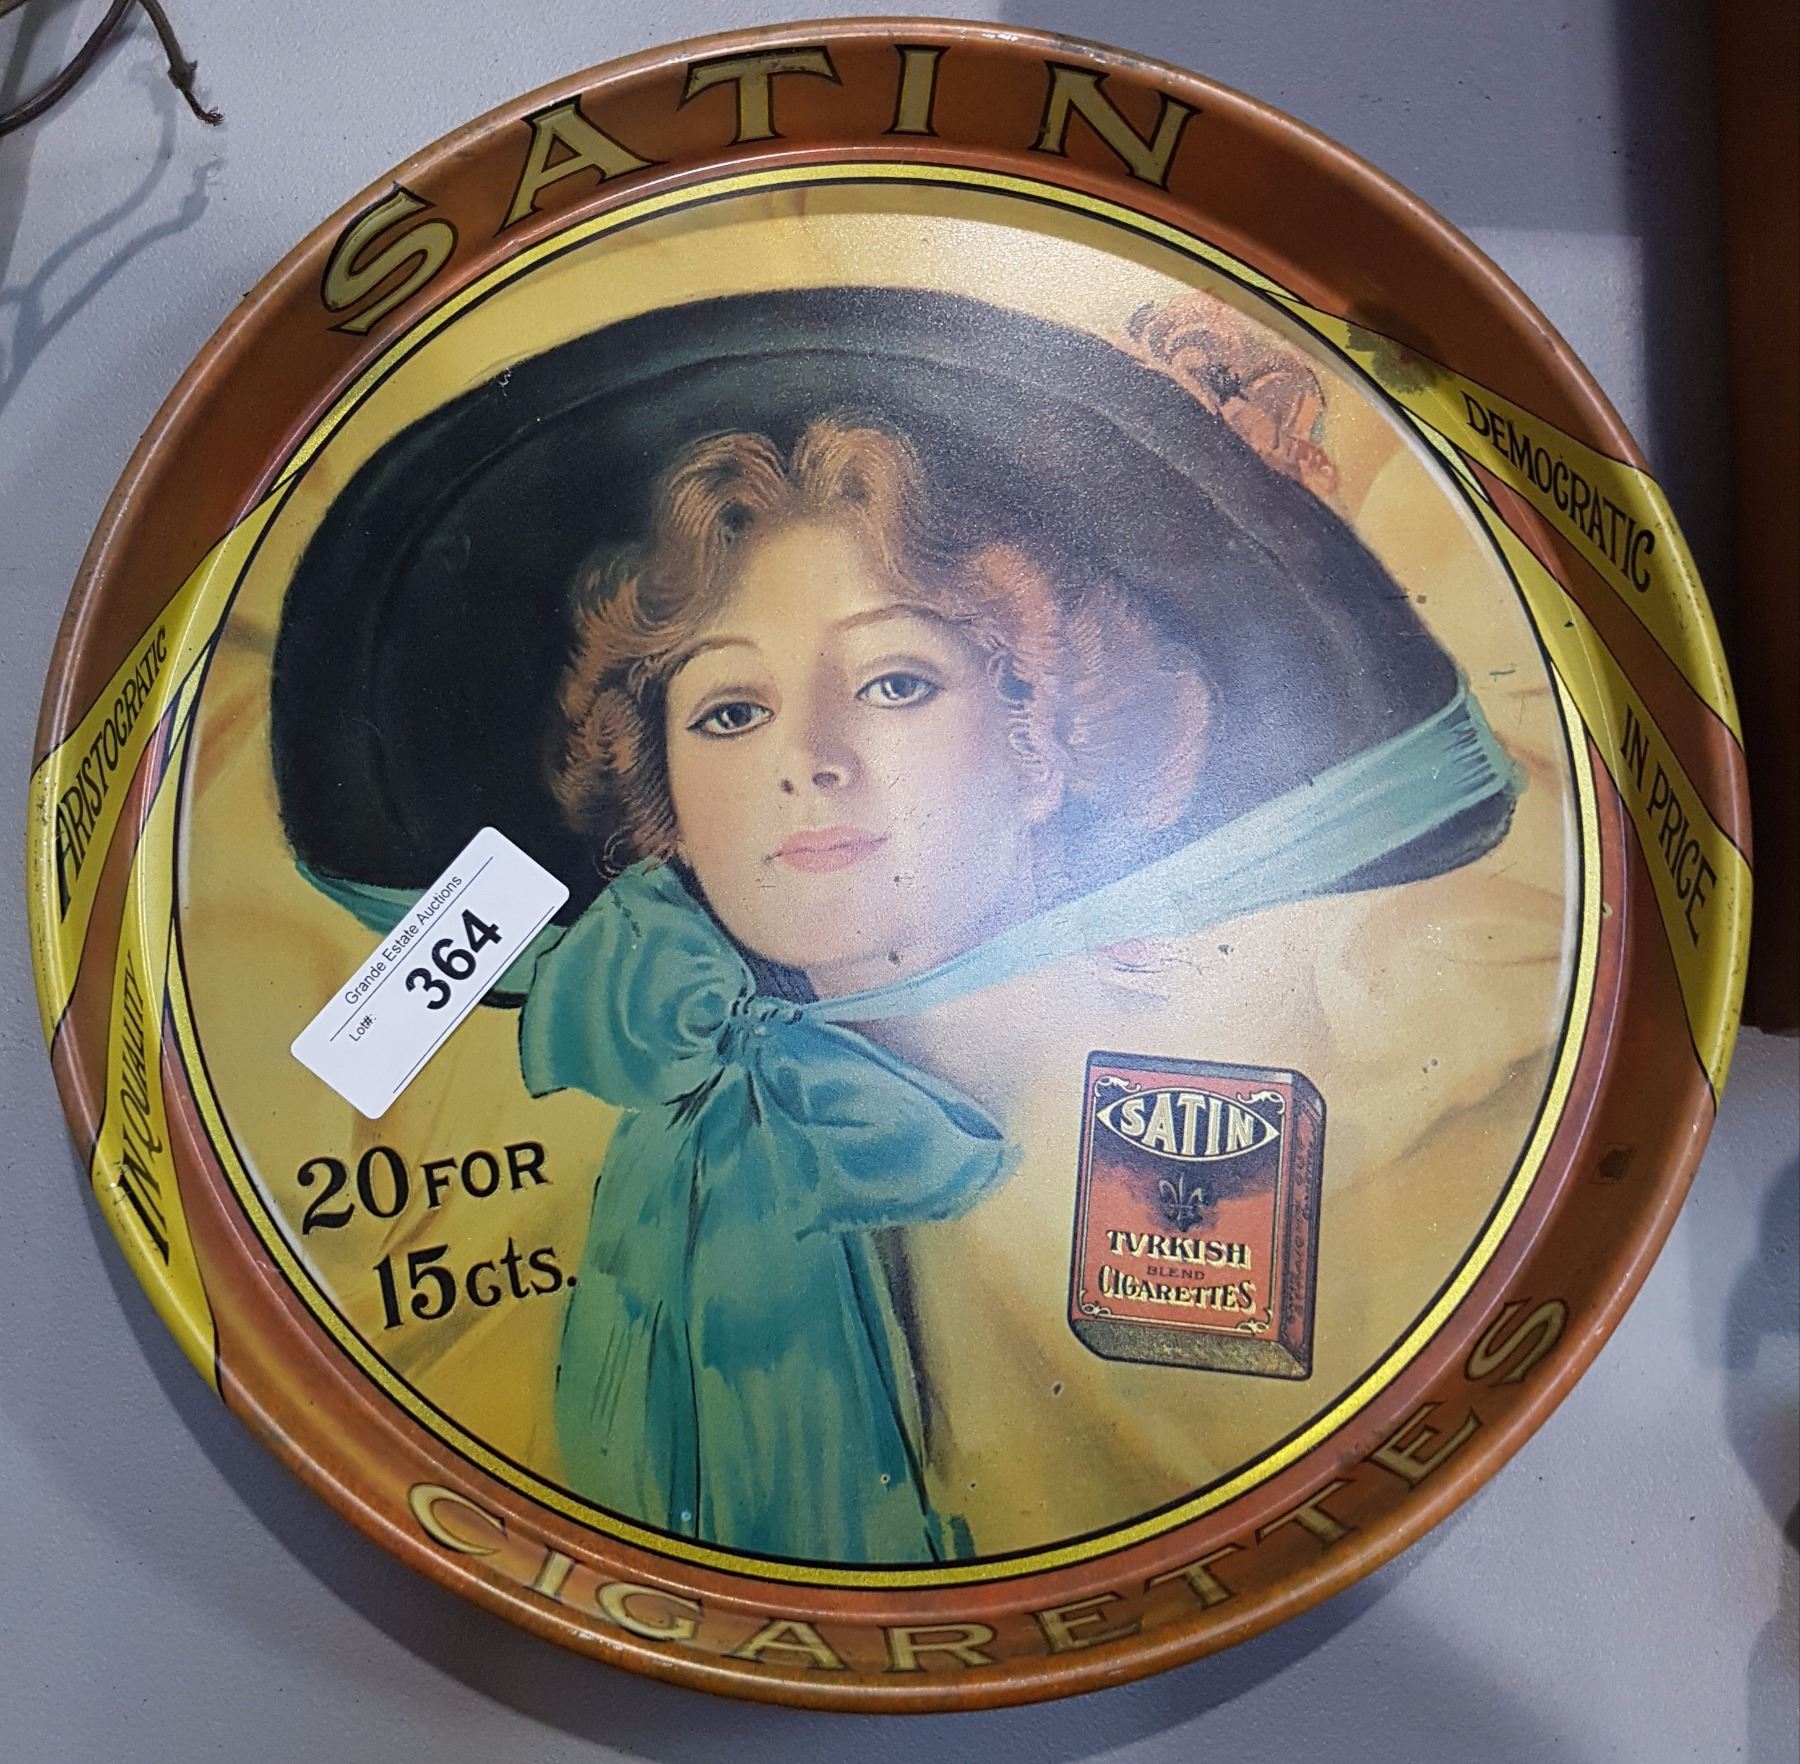 SATIN
DEMOCRATIC
IN PRICE
ARISTOCRATIC
IN QUALITY
Grande Estate Auctions
Lot#:
364
20 FOR
15cts.
SATIN
TVRKISH
BLEND
CIGARETTES
CIGARETTES